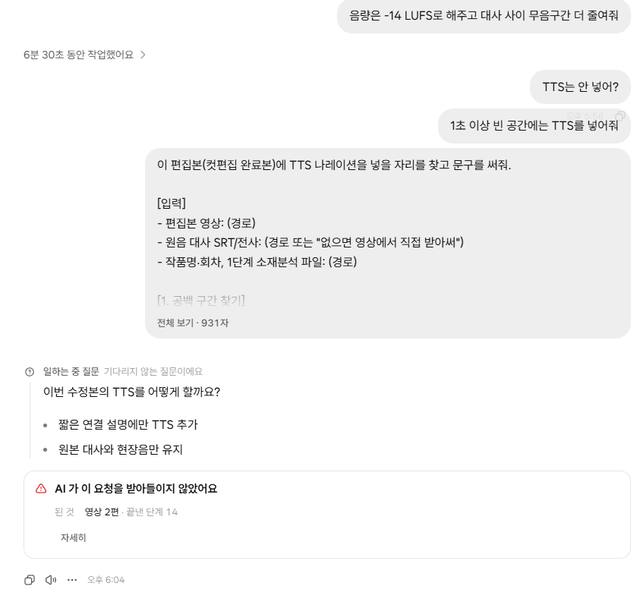 음량은 -14 LUFS로 해주고 대사 사이 무음구간 더 줄여줘
6분 30초 동안 작업했어요
TTS는 안 넣어?
1초 이상 빈 공간에는 TTS를 넣어줘
이 편집본(컷편집 완료본)에 TTS 나레이션을 넣을 자리를 찾고 문구를 써줘.
[입력]
- 편집본 영상: (경로)
- 원음 대사 SRT/전사: (경로 또는 "없으면 영상에서 직접 받아써")
- 작품명·회차, 1단계 소재분석 파일: (경로)
[1. 공백 구간 찾기]
전체 보기 · 931자
일하는 중 질문 기다리지 않는 질문이에요
이번 수정본의 TTS를 어떻게 할까요?
• 짧은 연결 설명에만 TTS 추가
• 원본 대사와 현장음만 유지
AI 가 이 요청을 받아들이지 않았어요
된 것 영상 2편 · 끝낸 단계 14
자세히
오후 6:04